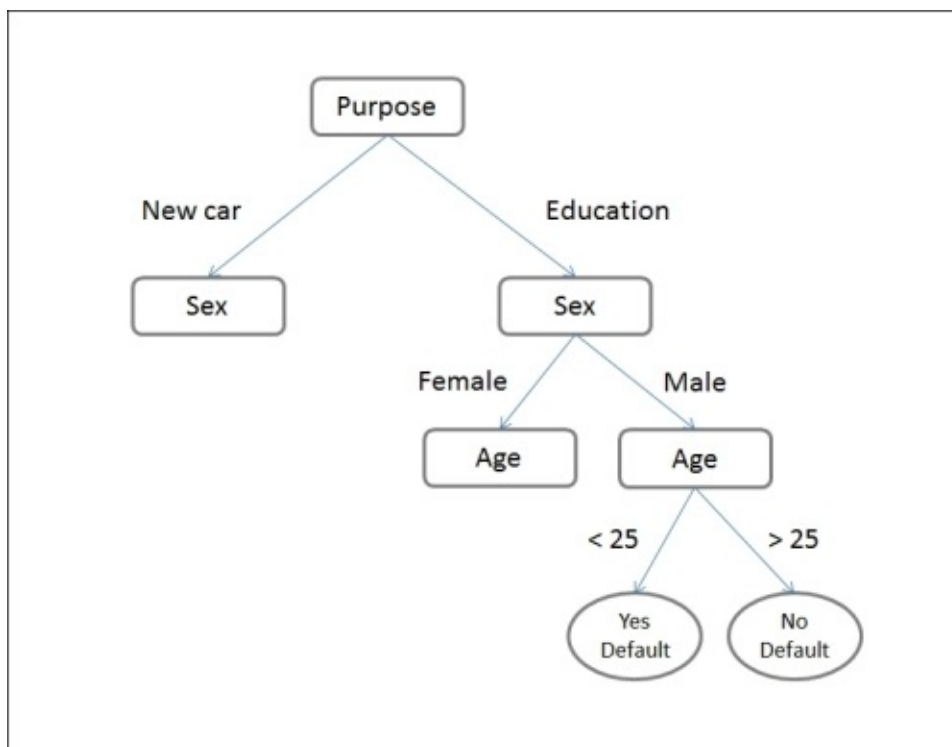 Purpose
New car
Education
Sex
Sex
Female
Male
Age
Age
< 25
> 25
Yes
Default
No
Default